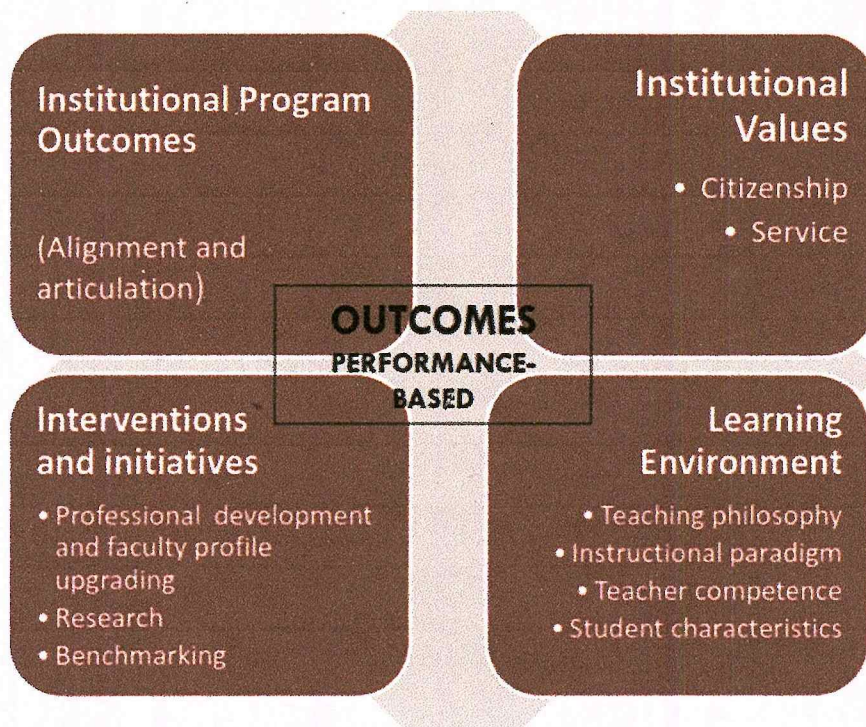 Institutional Program
Outcomes
(Alignment and
articulation)
Institutional
Values
• Citizenship
• Service
OUTCOMES
PERFORMANCE-
BASED
Interventions
and initiatives
• Professional development
and faculty profile
upgrading
• Research
• Benchmarking
Learning
Environment
• Teaching philosophy
• Instructional paradigm
• Teacher competence
• Student characteristics